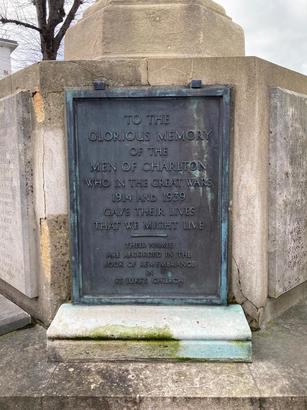 TO THE
GLORIOUS MEMORY
OF THE
MEN OF CHARLTON
WHO IN THE GREAT WARS
1914 AND 1939
GAVE THEIR LIVES
THAT WE MIGHT LIVE
THEIR NAMES
ARE RECORDED IN THE
BOOK OF REMEMBRANCE
IN
ST LUKE'S CHURCH